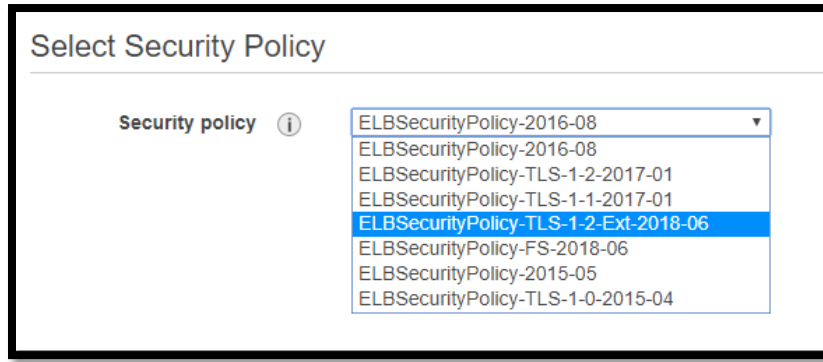 Select Security Policy
Security policy i ELBSecurityPolicy-2016-08
ELBSecurityPolicy-2016-08
ELBSecurityPolicy-TLS-1-2-2017-01
ELBSecurityPolicy-TLS-1-1-2017-01
ELBSecurityPolicy-TLS-1-2-Ext-2018-06
ELBSecurityPolicy-FS-2018-06
ELBSecurityPolicy-2015-05
ELBSecurityPolicy-TLS-1-0-2015-04